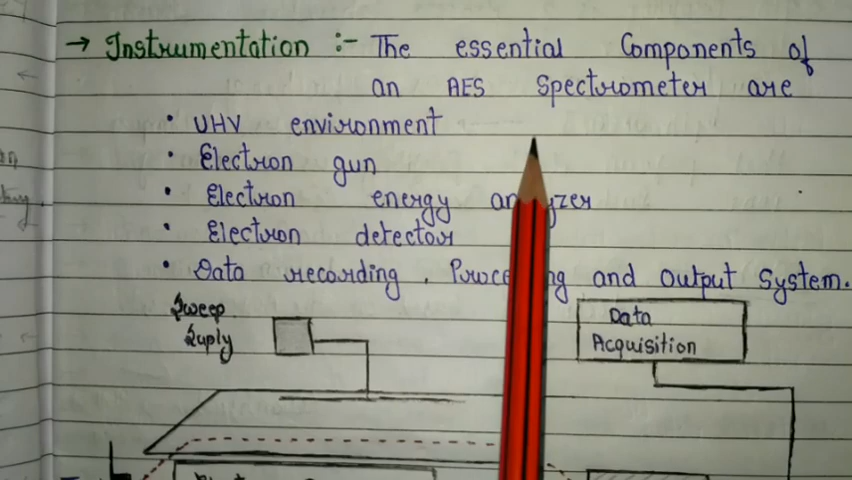 → Instrumentation :- The essential Components of
an AES Spectrometer are
• UHV environment
• Electron gun
• Electron energy
• Electron detector
• Data recording, and Output System.
Sweep
Suply
Data
Acquisition